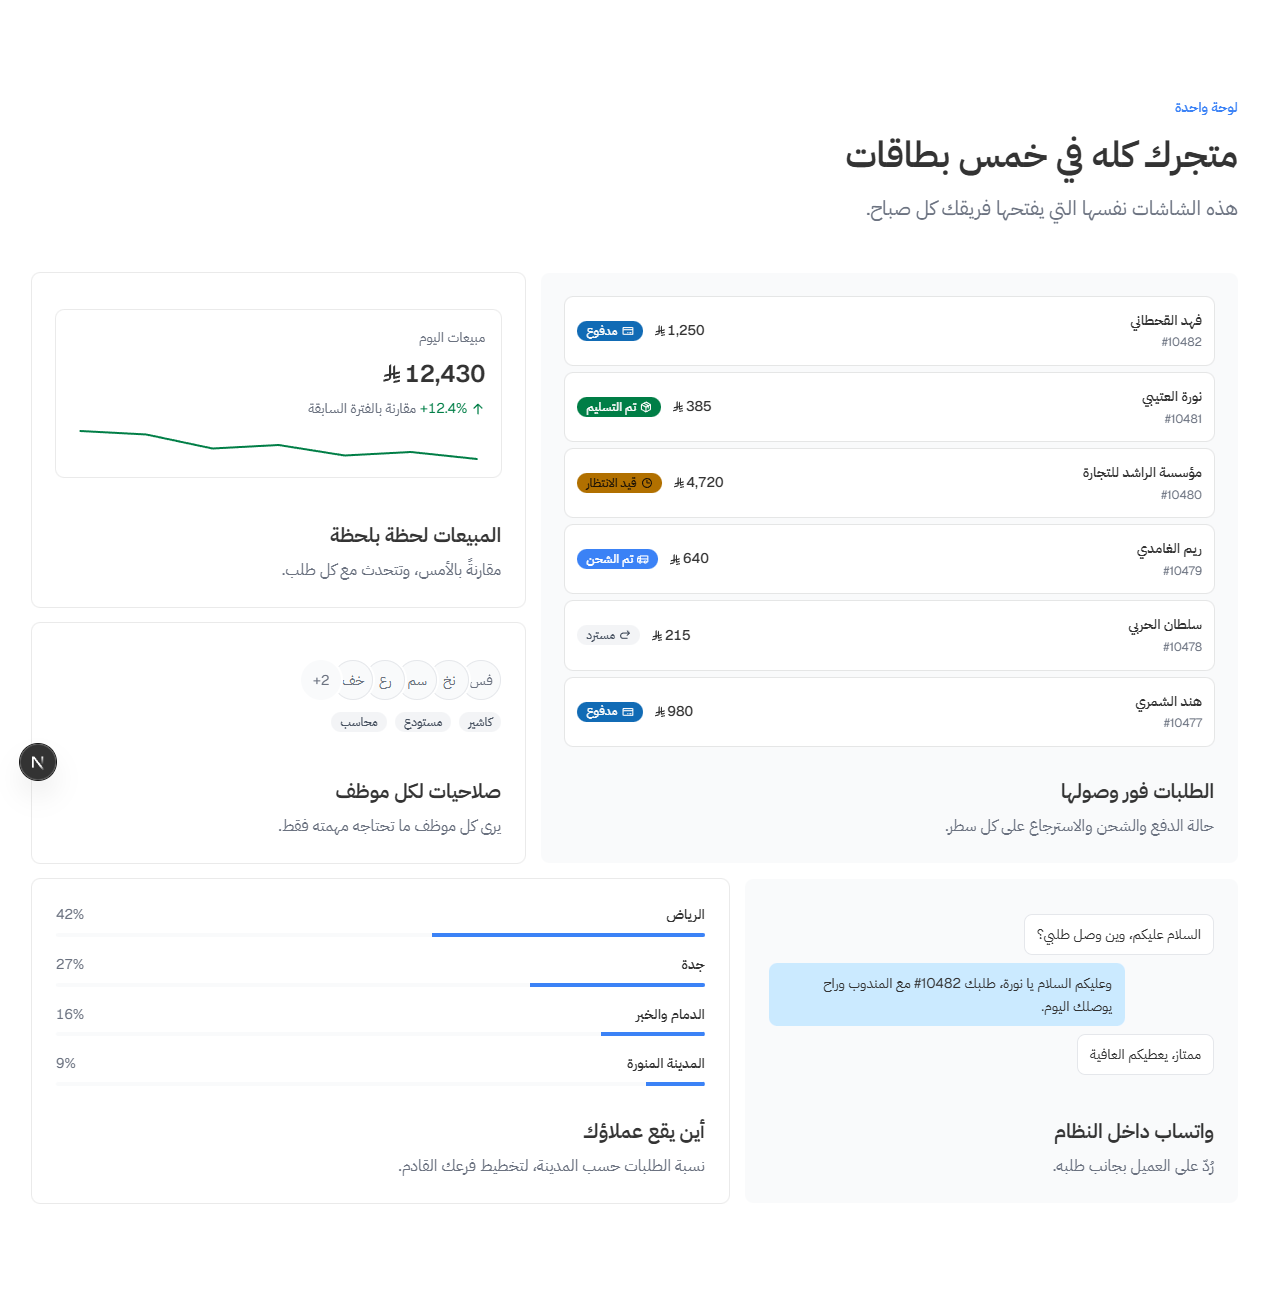 لوحة واحدة
متجرك كله في خمس بطاقات
هذه الشاشات نفسها التي يفتحها فريقك كل صباح.
فهد القحطاني
#10482
1,250
مدفوع
نورة العتيبي
#10481
385
تم التسليم
مؤسسة الراشد للتجارة
#10480
4,720
قيد الانتظار
ريم الغامدي
#10479
640
تم الشحن
سلطان الحربي
#10478
215
مسترد
هند الشمري
#10477
980
مدفوع
الطلبات فور وصولها
حالة الدفع والشحن والاسترجاع على كل سطر.
مبيعات اليوم
12,430
+12.4% مقارنة بالفترة السابقة
المبيعات لحظة بلحظة
مقارنةً بالأمس، وتتحدث مع كل طلب.
فس نخ سم رع خف +2
كاشير مستودع محاسب
صلاحيات لكل موظف
يرى كل موظف ما تحتاجه مهمته فقط.
السلام عليكم، وين وصل طلبي؟
وعليكم السلام يا نورة، طلبك #10482 مع المندوب وراح
يوصلك اليوم.
ممتاز، يعطيكم العافية
واتساب داخل النظام
رُدّ على العميل بجانب طلبه.
الرياض 42%
جدة 27%
الدمام والخبر 16%
المدينة المنورة 9%
أين يقع عملاؤك
نسبة الطلبات حسب المدينة، لتخطيط فرعك القادم.
N